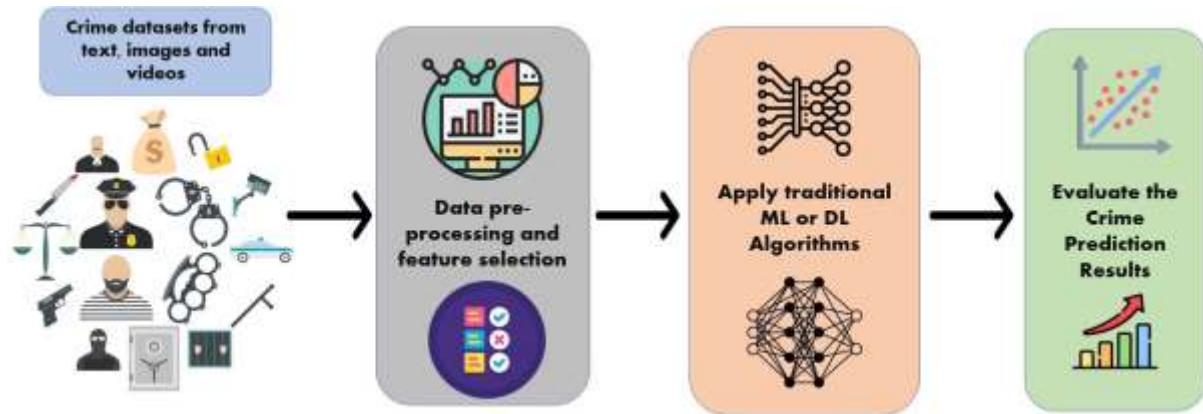 Crime datasets from
text, images and
videos
$
Data pre-
processing and
feature selection
Apply traditional
ML or DL
Algorithms
Evaluate the
Crime
Prediction
Results